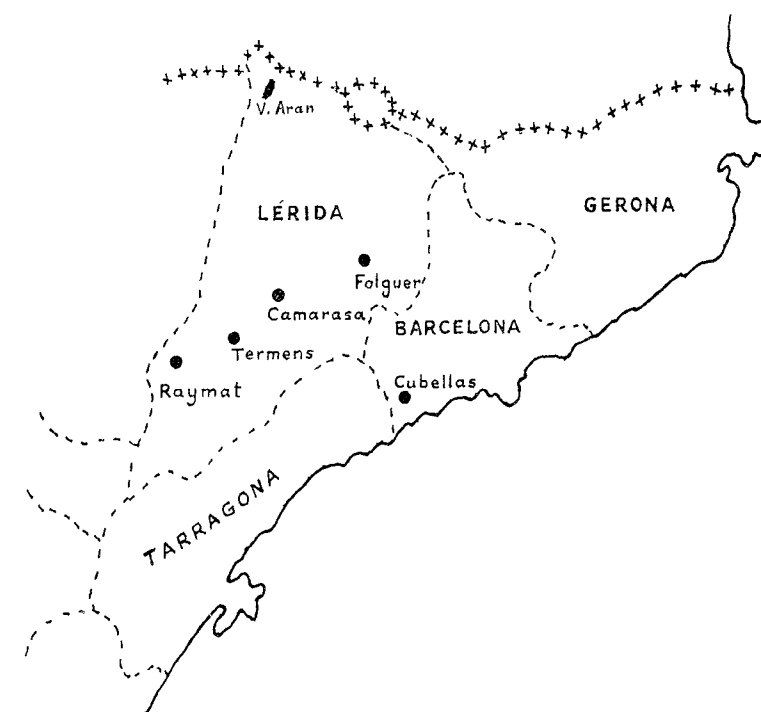 V. Aran
LÉRIDA
GERONA
Folguer
Camarasa
BARCELONA
Termens
Raymat
Cubellas
TARRAGONA